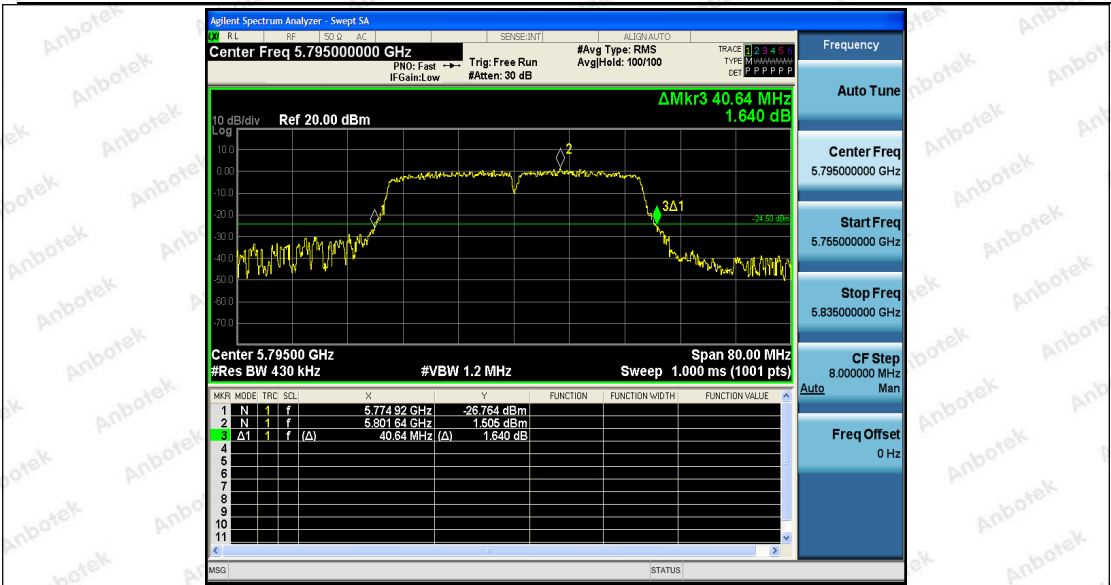 Agilent Spectrum Analyzer - Swept SA
RL RF 50 Ω AC SENSE:INT ALIGNAUTO
Center Freq 5.795000000 GHz
PNO: Fast
IFGain:Low
Trig: Free Run
#Atten: 30 dB
#Avg Type: RMS
Avg|Hold: 100/100
TRACE 1 2 3 4 5 6
TYPE M WWWWW
DET P P P P P P
ΔMkr3 40.64 MHz
1.640 dB
10 dB/div Ref 20.00 dBm
Log
10.0
0.00
-10.0
-20.0
-30.0
-40.0
-50.0
-60.0
-70.0
2
3Δ1
-24.50 dBm
Center 5.79500 GHz Span 80.00 MHz
#Res BW 430 kHz #VBW 1.2 MHz Sweep 1.000 ms (1001 pts)
MKR MODE TRC SCL X Y FUNCTION FUNCTION WIDTH FUNCTION VALUE
1 N 1 f 5.774 92 GHz -26.764 dBm
2 N 1 f 5.801 64 GHz 1.505 dBm
3 Δ1 1 f (Δ) 40.64 MHz (Δ) 1.640 dB
4
5
6
7
8
9
10
11
MSG STATUS
Frequency
Auto Tune
Center Freq
5.795000000 GHz
Start Freq
5.755000000 GHz
Stop Freq
5.835000000 GHz
CF Step
8.000000 MHz
Auto Man
Freq Offset
0 Hz
Anbotek